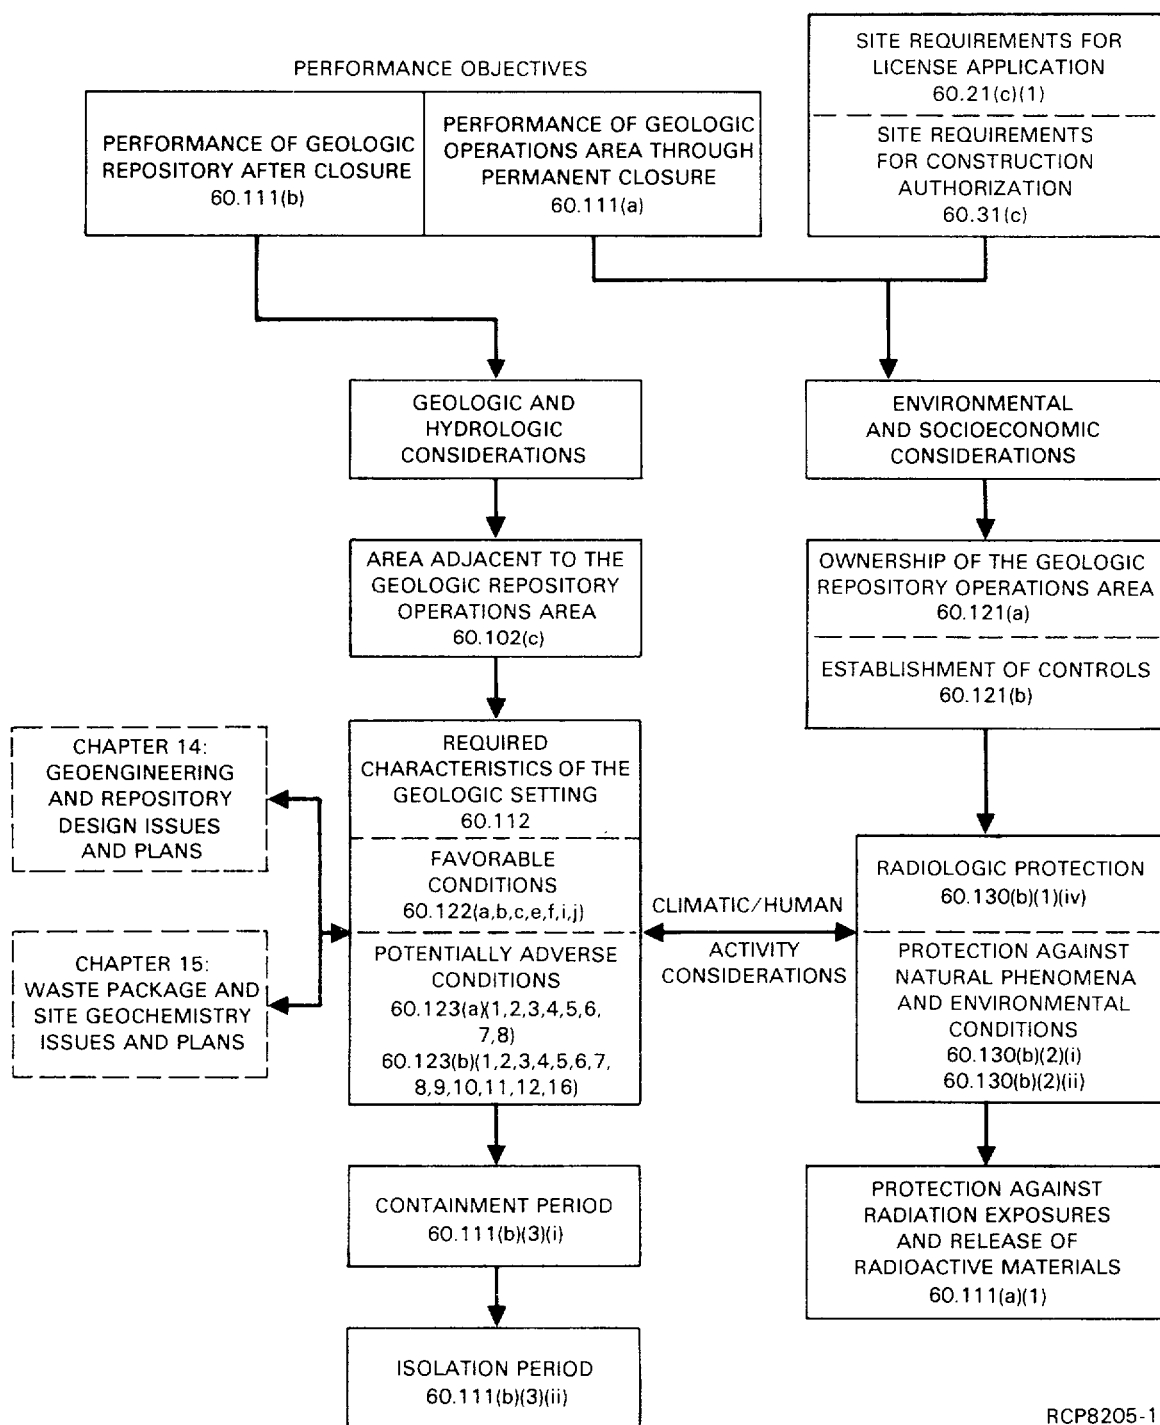 PERFORMANCE OBJECTIVES
PERFORMANCE OF GEOLOGIC
REPOSITORY AFTER CLOSURE
60.111(b)
PERFORMANCE OF GEOLOGIC
OPERATIONS AREA THROUGH
PERMANENT CLOSURE
60.111(a)
SITE REQUIREMENTS FOR
LICENSE APPLICATION
60.21(c)(1)
SITE REQUIREMENTS
FOR CONSTRUCTION
AUTHORIZATION
60.31(c)
GEOLOGIC AND
HYDROLOGIC
CONSIDERATIONS
ENVIRONMENTAL
AND SOCIOECONOMIC
CONSIDERATIONS
AREA ADJACENT TO THE
GEOLOGIC REPOSITORY
OPERATIONS AREA
60.102(c)
OWNERSHIP OF THE GEOLOGIC
REPOSITORY OPERATIONS AREA
60.121(a)
ESTABLISHMENT OF CONTROLS
60.121(b)
CHAPTER 14:
GEOENGINEERING
AND REPOSITORY
DESIGN ISSUES
AND PLANS
CHAPTER 15:
WASTE PACKAGE AND
SITE GEOCHEMISTRY
ISSUES AND PLANS
REQUIRED
CHARACTERISTICS OF THE
GEOLOGIC SETTING
60.112
FAVORABLE
CONDITIONS
60.122(a,b,c,e,f,i,j)
POTENTIALLY ADVERSE
CONDITIONS
60.123(a)(1,2,3,4,5,6,
7,8)
60.123(b)(1,2,3,4,5,6,7,
8,9,10,11,12,16)
CLIMATIC/HUMAN
ACTIVITY
CONSIDERATIONS
RADIOLOGIC PROTECTION
60.130(b)(1)(iv)
PROTECTION AGAINST
NATURAL PHENOMENA
AND ENVIRONMENTAL
CONDITIONS
60.130(b)(2)(i)
60.130(b)(2)(ii)
CONTAINMENT PERIOD
60.111(b)(3)(i)
PROTECTION AGAINST
RADIATION EXPOSURES
AND RELEASE OF
RADIOACTIVE MATERIALS
60.111(a)(1)
ISOLATION PERIOD
60.111(b)(3)(ii)
RCP8205-1